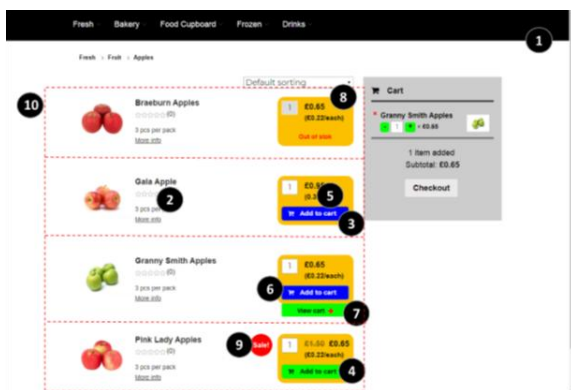 Fresh Bakery Food Cupboard Frozen Drinks
1
Fresh Fruit Apples
Default sorting
10
Braeburn Apples
(0)
3 pcs per pack
More info
8
1 £0.65
(£0.22/each)
Cart
Granny Smith Apples
- 1 + × £0.65
1 item added
Subtotal: £0.65
Checkout
Gala Apple
2
3 pcs
More info
5
1
Add to cart
3
Granny Smith Apples
(0)
3 pcs per pack
More info
1 £0.65
(£0.22/each)
6
Add to cart
View cart
7
Pink Lady Apples
(0)
3 pcs per pack
More info
9
Sale!
1 £1.50 £0.65
(£0.22/each)
Add to cart
4